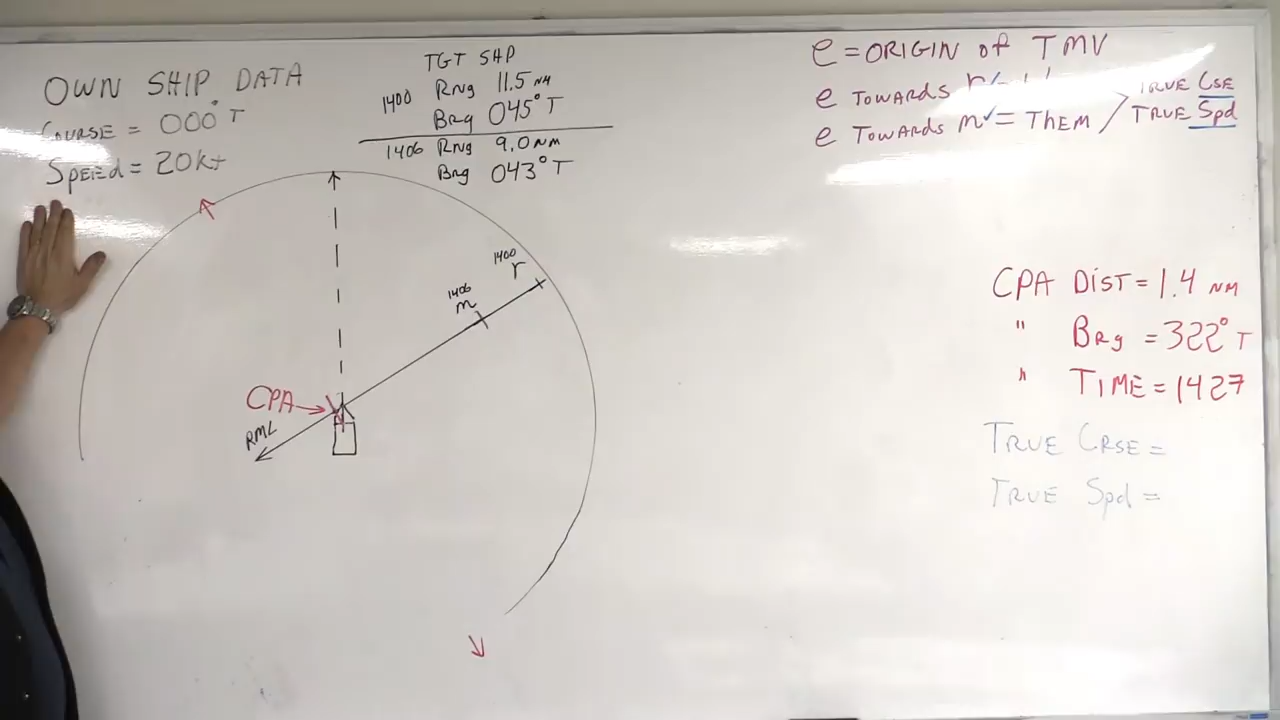 OWN SHIP DATA
COURSE = 000° T
SPEED = 20Kt
TGT SHP
1400 Rng 11.5 NM
Brg 045° T
1406 Rng 9.0 NM
Brg 043° T
e = ORIGIN of TMV
e TOWARDS r
e TOWARDS m = THEM / TRUE CSE
TRUE Spd
1400
r
1406
m
CPA
RML
CPA DIST = 1.4 NM
" Brg = 322° T
" TIME = 1427
TRUE CRSE =
TRUE Spd =